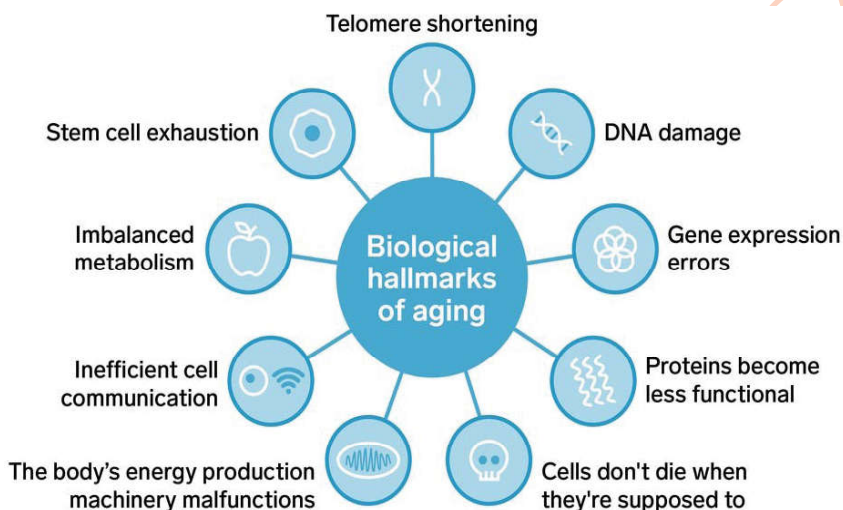 Telomere shortening
Stem cell exhaustion
DNA damage
Imbalanced
metabolism
Biological
hallmarks
of aging
Gene expression
errors
Inefficient cell
communication
Proteins become
less functional
The body's energy production
machinery malfunctions
Cells don't die when
they're supposed to